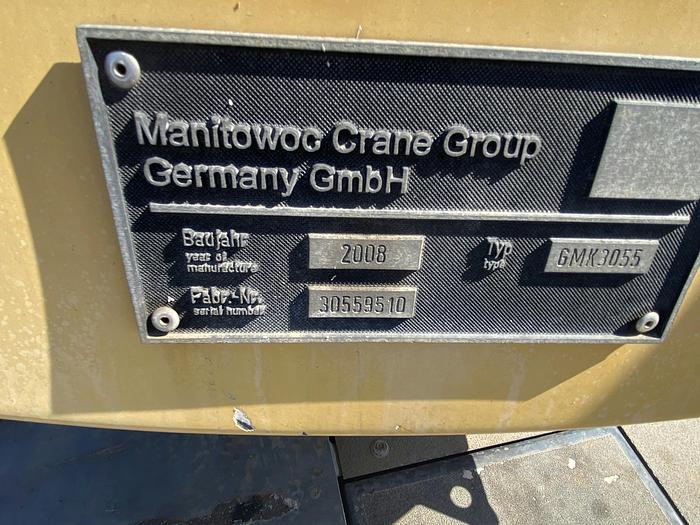 Manitowoc Crane Group
Germany GmbH
Baujahr
year of
manufacture
2008
Typ
type
GMK3055
Fabr.-Nr.
serial number
30559510